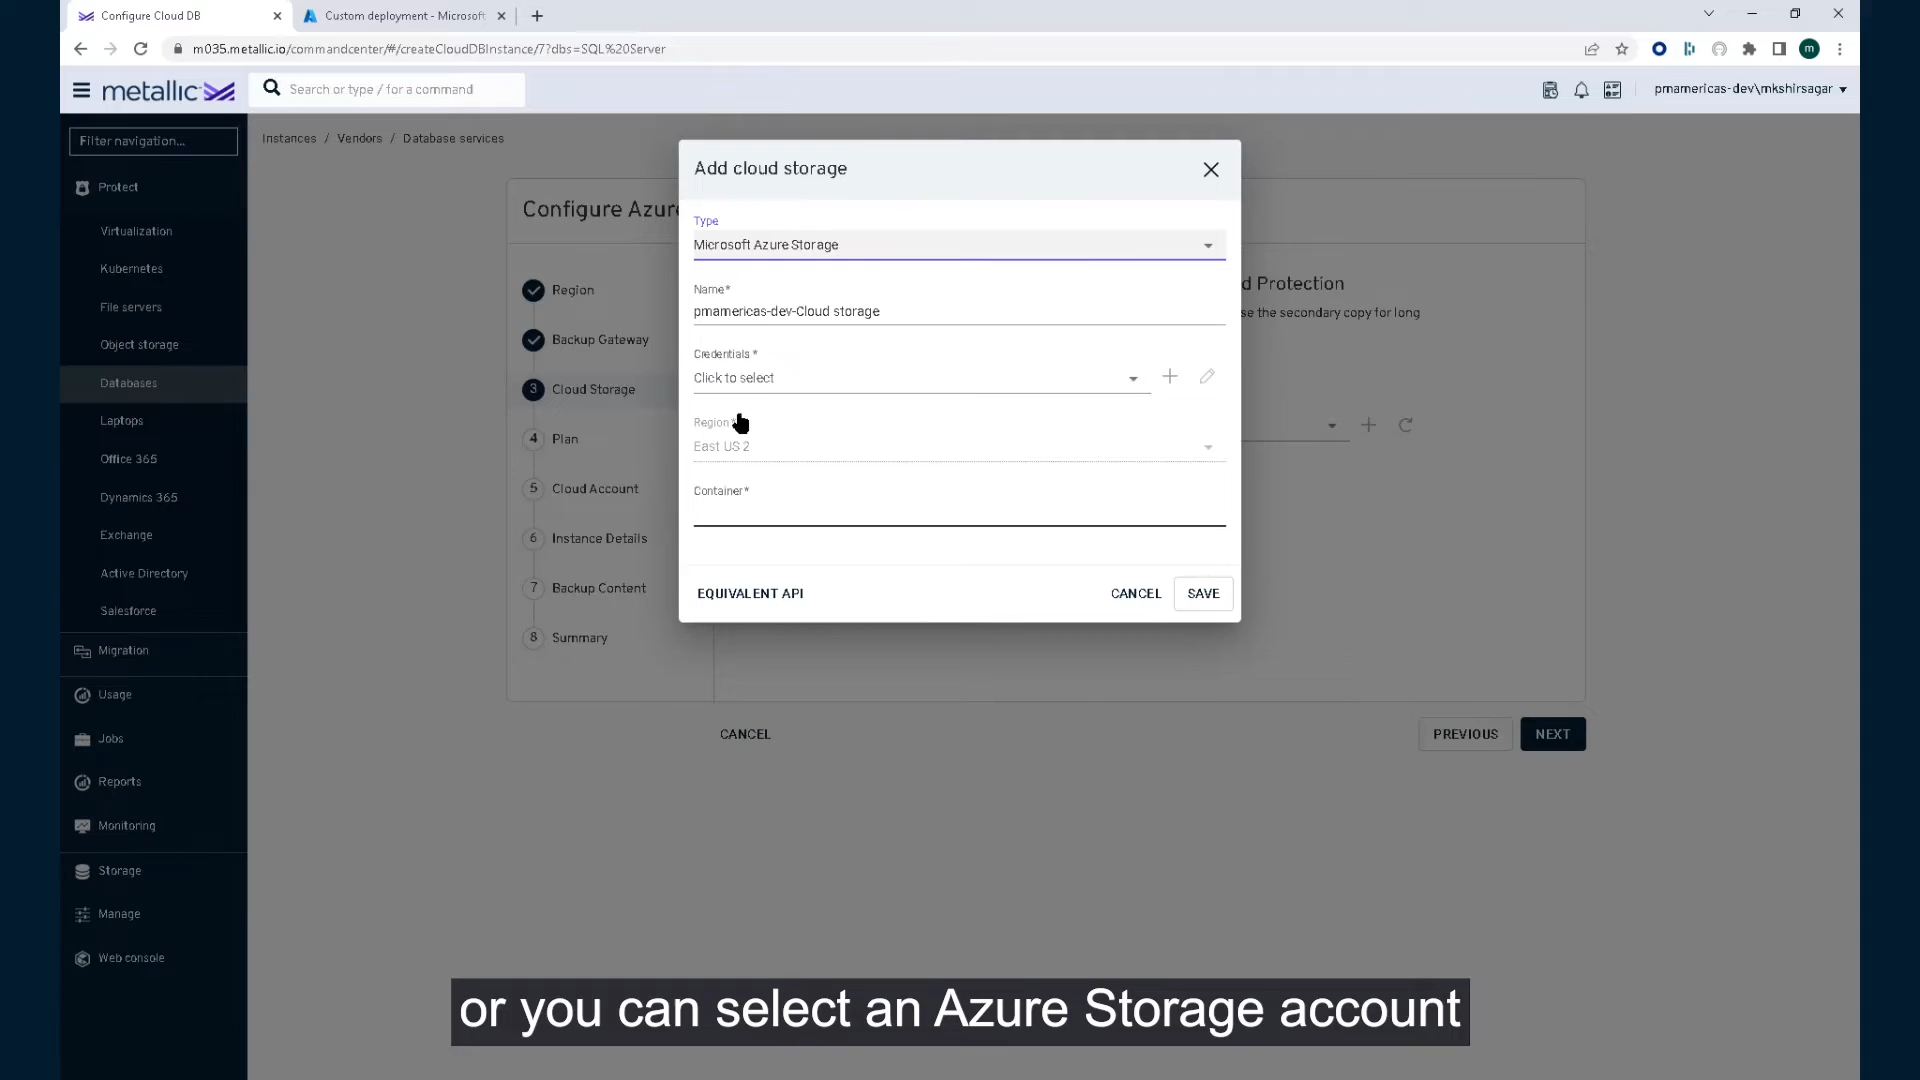 Configure Cloud DB
Custom deployment - Microsoft
m035.metallic.io/commandcenter/#/createCloudDBInstance/7?dbs=SQL%20Server
m
metallic
Search or type / for a command
pmamericas-dev\mkshirsagar
Filter navigation...
Instances / Vendors / Database services
Protect
Virtualization
Kubernetes
File servers
Object storage
Databases
Laptops
Office 365
Dynamics 365
Exchange
Active Directory
Salesforce
Migration
Usage
Jobs
Reports
Monitoring
Storage
Manage
Web console
Configure Azur
Region
Backup Gateway
3 Cloud Storage
4 Plan
5 Cloud Account
6 Instance Details
7 Backup Content
8 Summary
d Protection
se the secondary copy for long
Add cloud storage
Type
Microsoft Azure Storage
Name*
pmamericas-dev-Cloud storage
Credentials *
Click to select
Region*
East US 2
Container*
EQUIVALENT API
CANCEL
SAVE
CANCEL
PREVIOUS
NEXT
or you can select an Azure Storage account